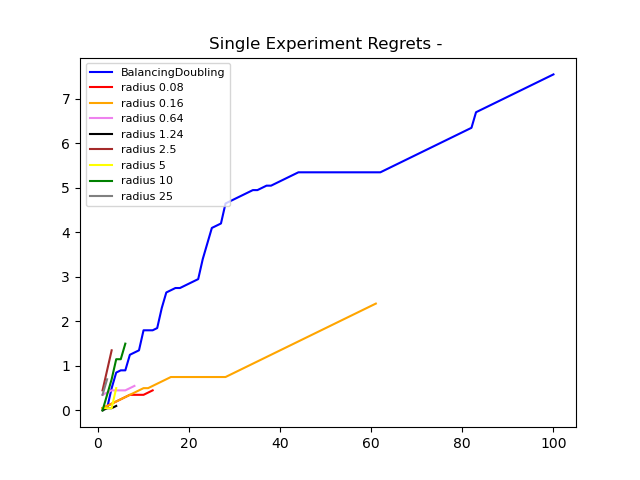 Single Experiment Regrets -
BalancingDoubling
radius 0.08
radius 0.16
radius 0.64
radius 1.24
radius 2.5
radius 5
radius 10
radius 25
7
6
5
4
3
2
1
0
0 20 40 60 80 100